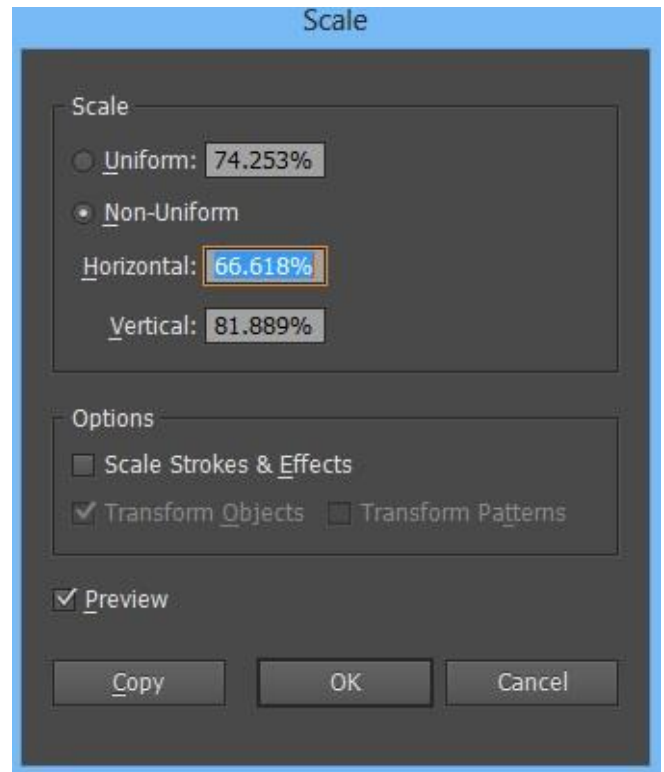 Scale
Scale
Uniform: 74.253%
Non-Uniform
Horizontal: 66.618%
Vertical: 81.889%
Options
Scale Strokes & Effects
Transform Objects Transform Patterns
Preview
Copy OK Cancel